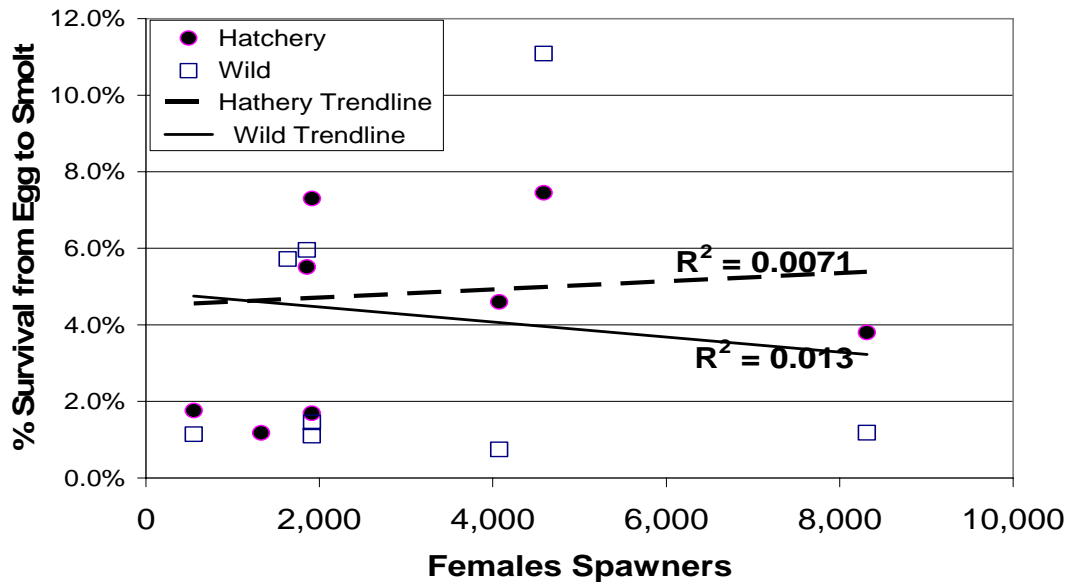 12.0%
10.0%
8.0%
6.0%
4.0%
2.0%
0.0%
% Survival from Egg to Smolt
Hatchery
Wild
Hathery Trendline
Wild Trendline
R² = 0.0071
R² = 0.013
0 2,000 4,000 6,000 8,000 10,000
Females Spawners